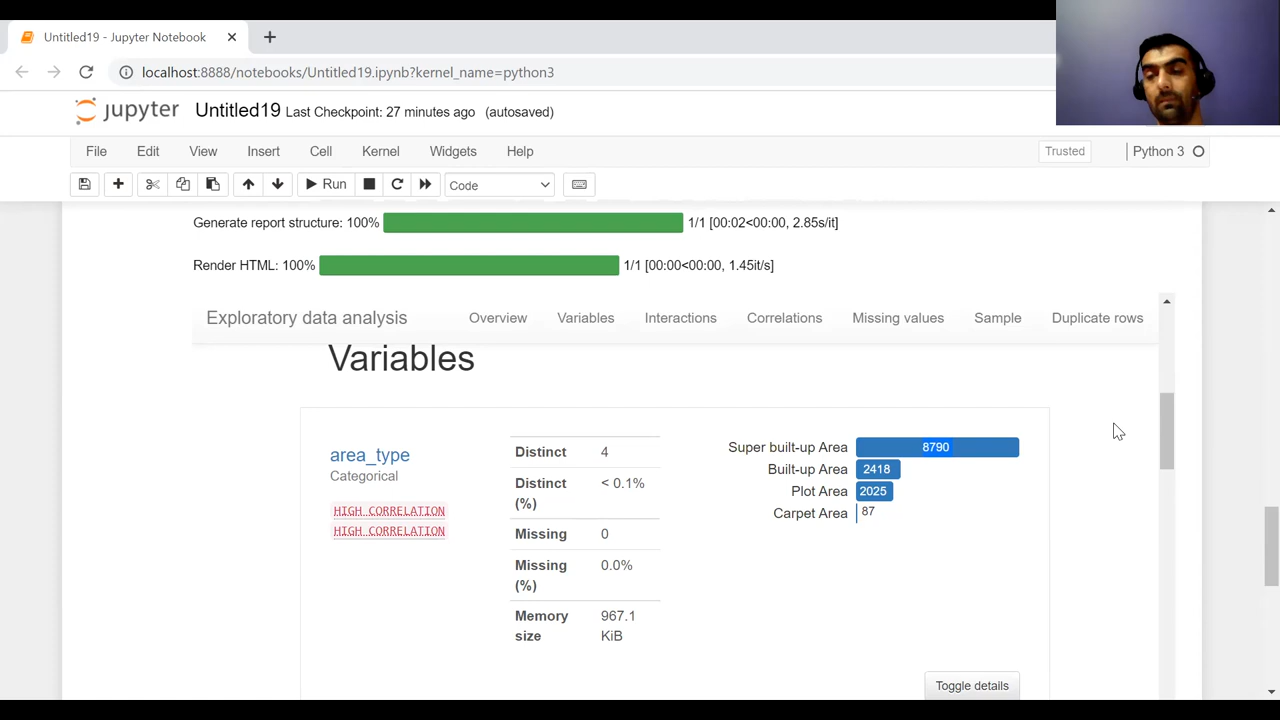 Untitled19 - Jupyter Notebook
localhost:8888/notebooks/Untitled19.ipynb?kernel_name=python3
jupyter Untitled19 Last Checkpoint: 27 minutes ago (autosaved)
File Edit View Insert Cell Kernel Widgets Help Trusted Python 3
Run Code
Generate report structure: 100% 1/1 [00:02<00:00, 2.85s/it]
Render HTML: 100% 1/1 [00:00<00:00, 1.45it/s]
Exploratory data analysis Overview Variables Interactions Correlations Missing values Sample Duplicate rows
Variables
area_type
Categorical
HIGH CORRELATION
HIGH CORRELATION
Distinct 4
Distinct (%) < 0.1%
Missing 0
Missing (%) 0.0%
Memory size 967.1 KiB
Super built-up Area 8790
Built-up Area 2418
Plot Area 2025
Carpet Area 87
Toggle details